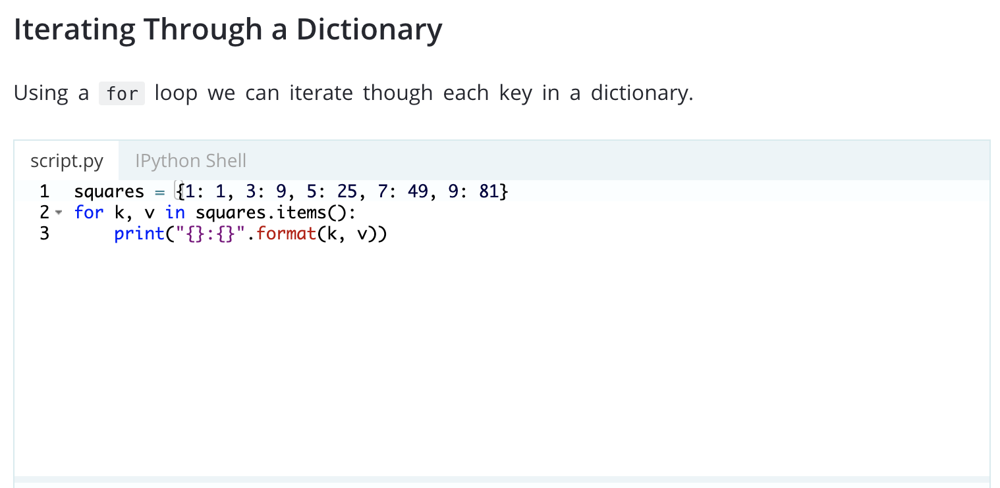 Iterating Through a Dictionary
Using a for loop we can iterate though each key in a dictionary.
script.py IPython Shell
1 squares = {1: 1, 3: 9, 5: 25, 7: 49, 9: 81}
2 for k, v in squares.items():
3     print("{}:{}".format(k, v))